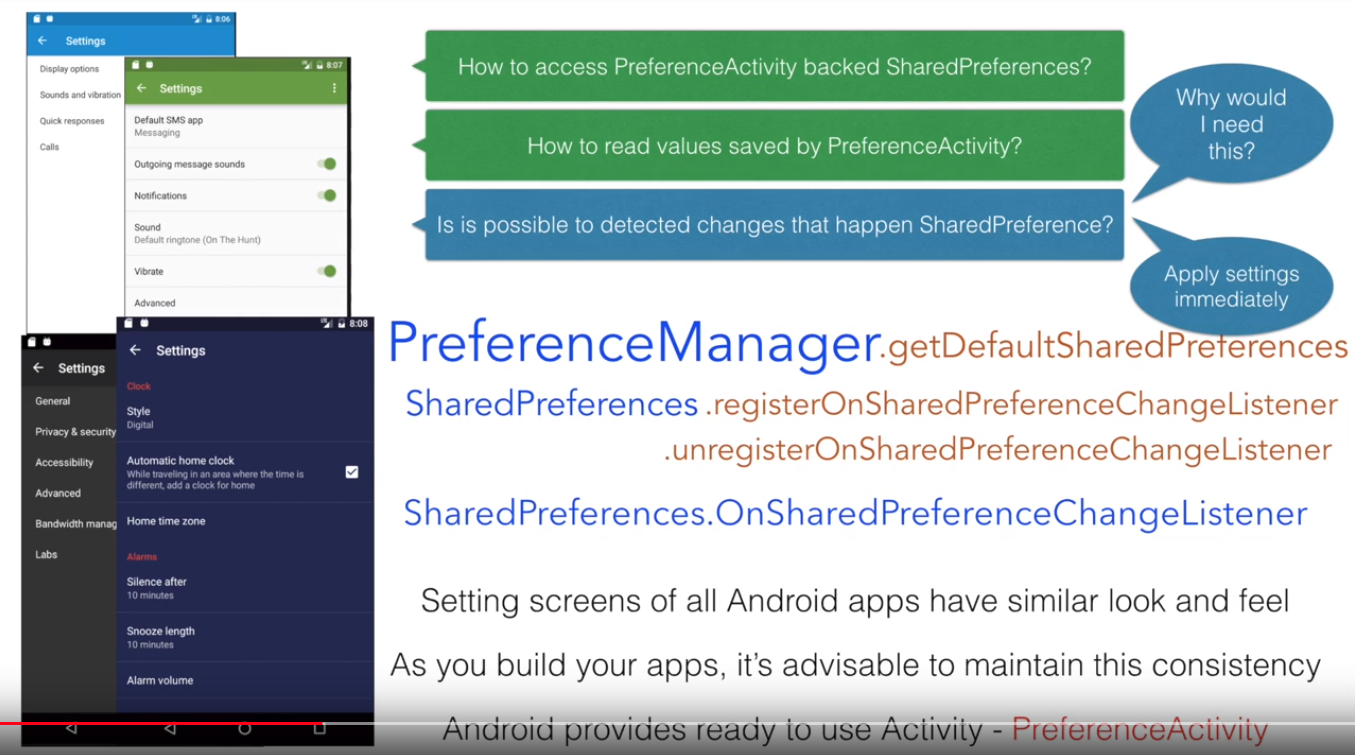 8:06
Settings
Display options
Sounds and vibration
Quick responses
Calls
8:07
Settings
Default SMS app
Messaging
Outgoing message sounds
Notifications
Sound
Default ringtone (On The Hunt)
Vibrate
Advanced
Settings
General
Privacy & security
Accessibility
Advanced
Bandwidth manag
Labs
8:08
Settings
Clock
Style
Digital
Automatic home clock
While traveling in an area where the time is
different, add a clock for home
Home time zone
Alarms
Silence after
10 minutes
Snooze length
10 minutes
Alarm volume
How to access PreferenceActivity backed SharedPreferences?
How to read values saved by PreferenceActivity?
Is is possible to detected changes that happen SharedPreference?
Why would
I need
this?
Apply settings
immediately
PreferenceManager.getDefaultSharedPreferences
SharedPreferences .registerOnSharedPreferenceChangeListener
.unregisterOnSharedPreferenceChangeListener
SharedPreferences.OnSharedPreferenceChangeListener
Setting screens of all Android apps have similar look and feel
As you build your apps, it's advisable to maintain this consistency
Android provides ready to use Activity - PreferenceActivity